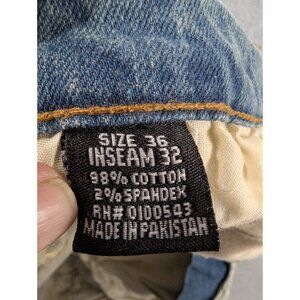 SIZE 36
INSEAM 32
98% COTTON
2% SPANDEX
RN# 0100543
MADE IN PAKISTAN